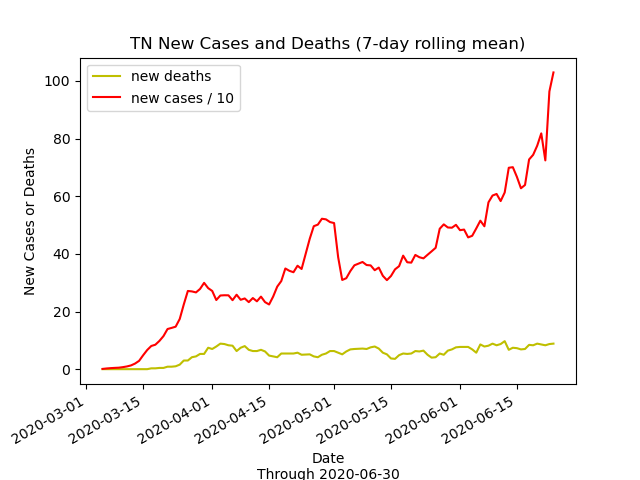 TN New Cases and Deaths (7-day rolling mean)
new deaths
new cases / 10
New Cases or Deaths
100
80
60
40
20
0
2020-03-01
2020-03-15
2020-04-01
2020-04-15
2020-05-01
2020-05-15
2020-06-01
2020-06-15
Date
Through 2020-06-30